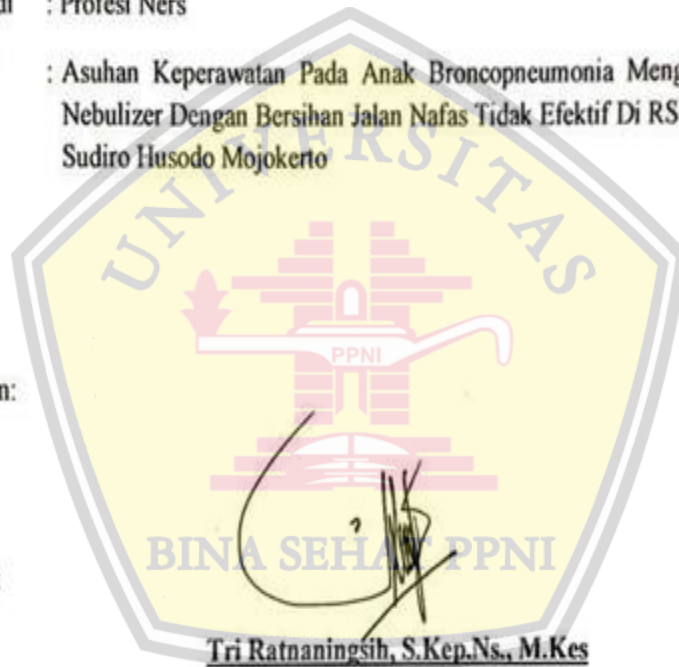 : Profesi Ners
: Asuhan Keperawatan Pada Anak Broncopneumonia
Nebulizer Dengan Bersihan Jalan Nafas Tidak Efektif Di RS
Sudiro Husodo Mojokerto
UNIVERSITAS
PPNI
BINA SEHAT PPNI
Tri Ratnaningsih, S.Kep.Ns., M.Kes